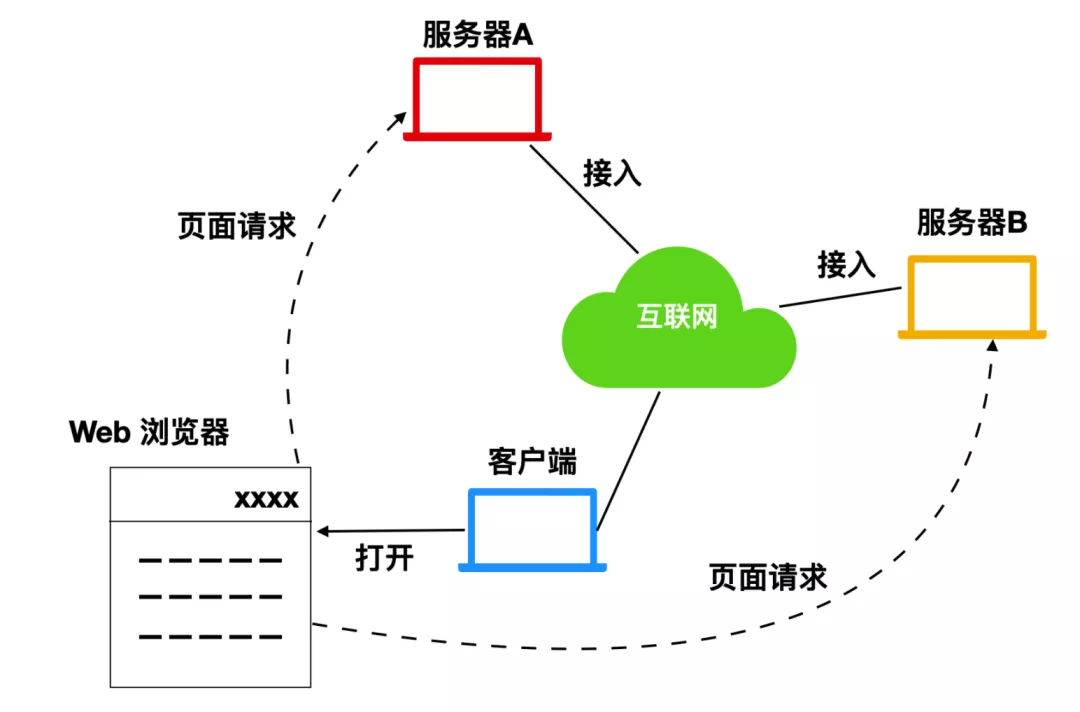 服务器A
接入
页面请求
服务器B
接入
互联网
Web 浏览器
客户端
xxxx
打开
页面请求